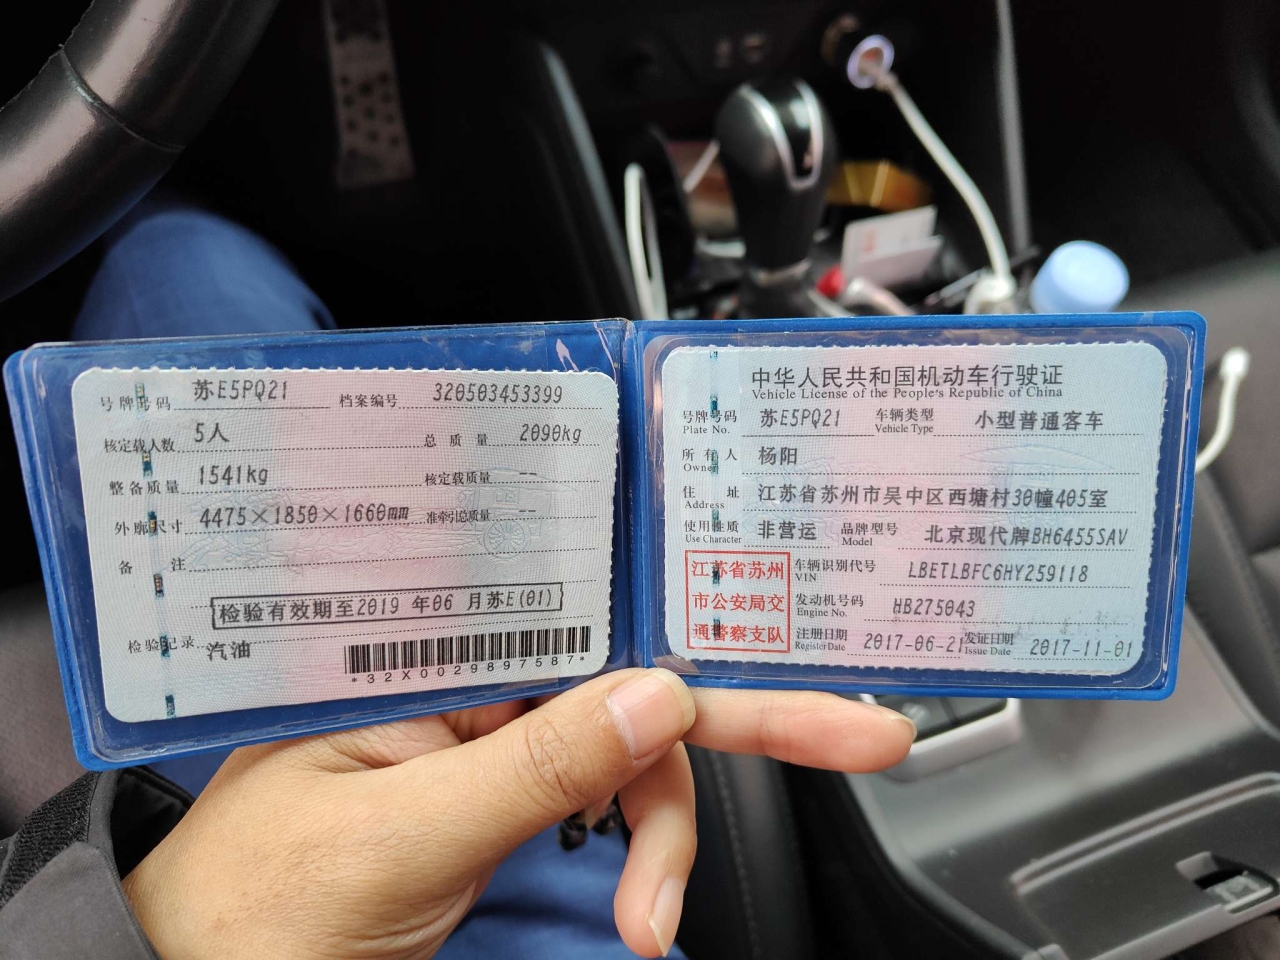 号牌号码 苏E5PQ21 档案编号 320503453399
核定载人数 5人 总质量 2090kg
整备质量 1541kg 核定载质量 --
外廓尺寸 4475×1850×1660mm 准牵引总质量 --
备注
检验有效期至2019 年06 月苏E(01)
检验记录 汽油
*32X0029897587*
中华人民共和国机动车行驶证
Vehicle License of the People's Republic of China
号牌号码 苏E5PQ21 车辆类型 小型普通客车
Plate No. Vehicle Type
所有人 杨阳
Owner
住址 江苏省苏州市吴中区西塘村30幢405室
Address
使用性质 非营运 品牌型号 北京现代牌BH6455SAV
Use Character Model
江苏省苏州
市公安局交
通警察支队
车辆识别代号 LBETLBFC6HY259118
VIN
发动机号码 HB275043
Engine No.
注册日期 2017-06-21 发证日期 2017-11-01
Register Date Issue Date